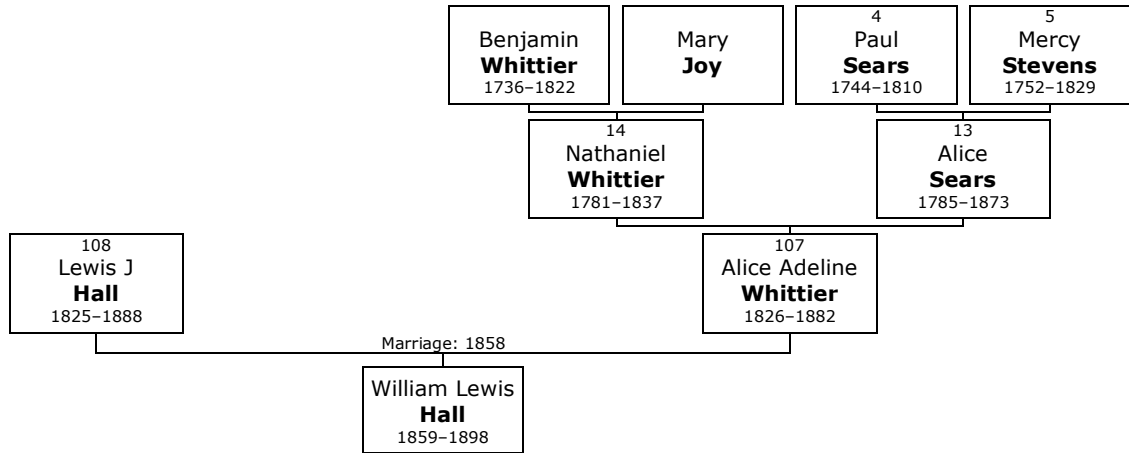 Benjamin
Whittier
1736–1822
Mary
Joy
4
Paul
Sears
1744–1810
5
Mercy
Stevens
1752–1829
14
Nathaniel
Whittier
1781–1837
13
Alice
Sears
1785–1873
108
Lewis J
Hall
1825–1888
107
Alice Adeline
Whittier
1826–1882
Marriage: 1858
William Lewis
Hall
1859–1898